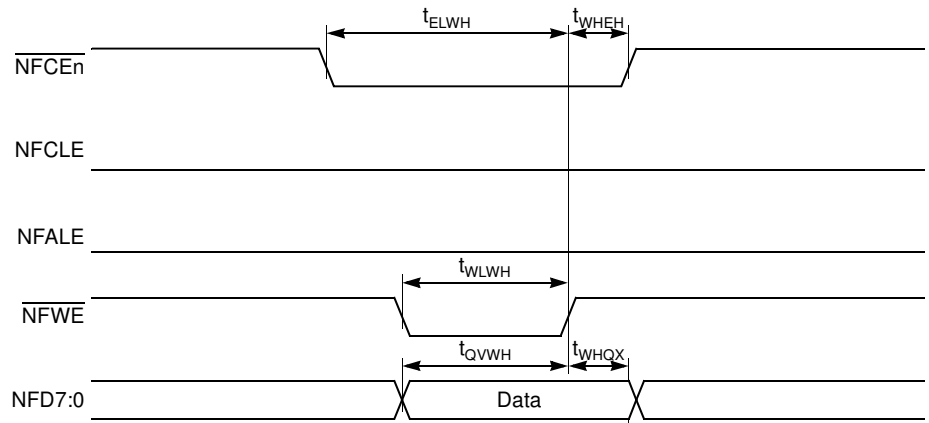 tELWH tWHEH
NFCEn
NFCLE
NFALE
tWLWH
NFWE
tQVWH tWHQX
NFD7:0 Data